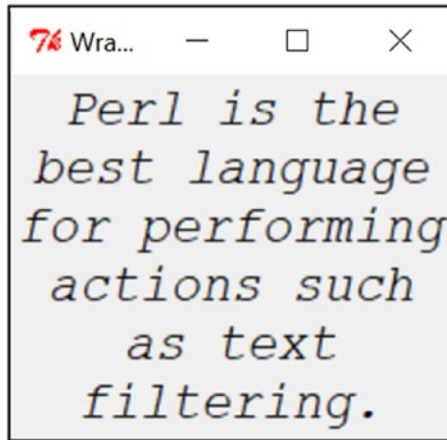 Wra...
Perl is the
best language
for performing
actions such
as text
filtering.